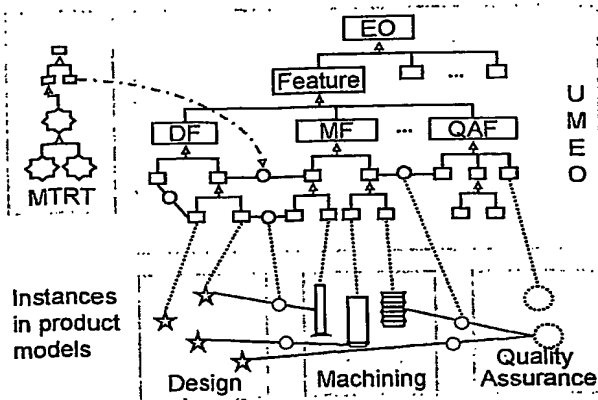 EO
Feature
...
DF
MF
...
QAF
MTRT
U
M
E
O
Instances
in product
models
Design
Machining
Quality
Assurance